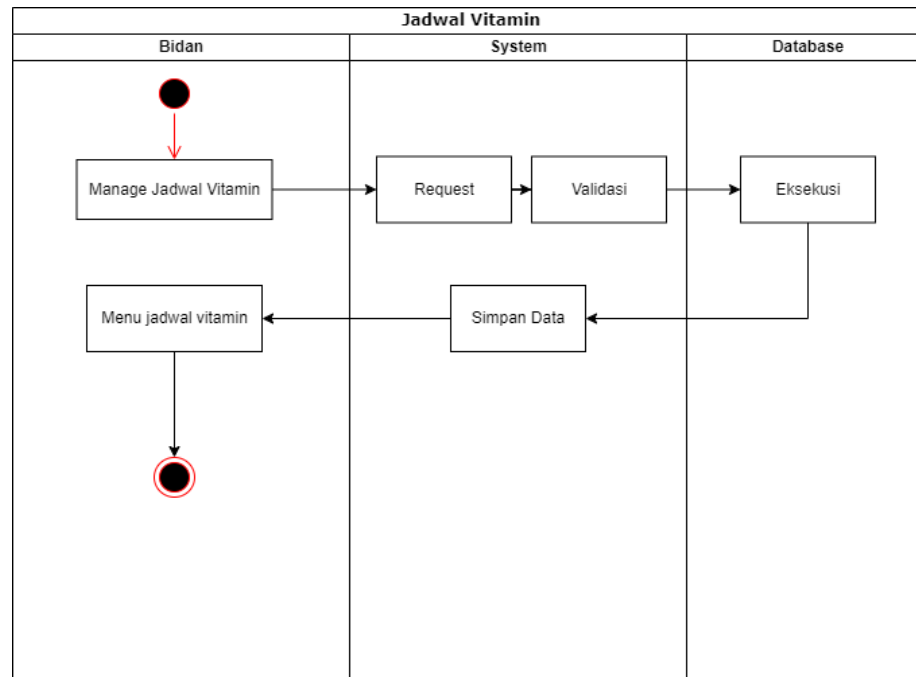 Jadwal Vitamin
Bidan
System
Database
Manage Jadwal Vitamin
Request
Validasi
Eksekusi
Menu jadwal vitamin
Simpan Data